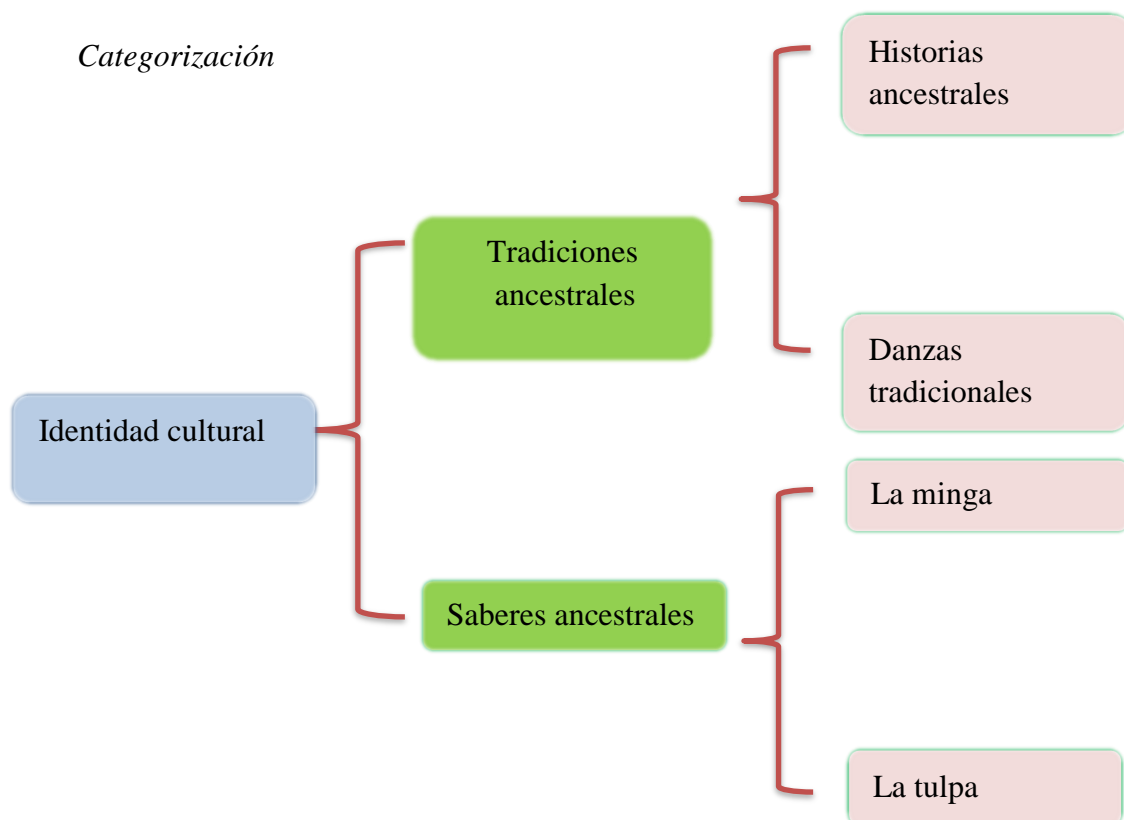 Categorización
Historias
ancestrales
Tradiciones
ancestrales
Danzas
tradicionales
Identidad cultural
La minga
Saberes ancestrales
La tulpa